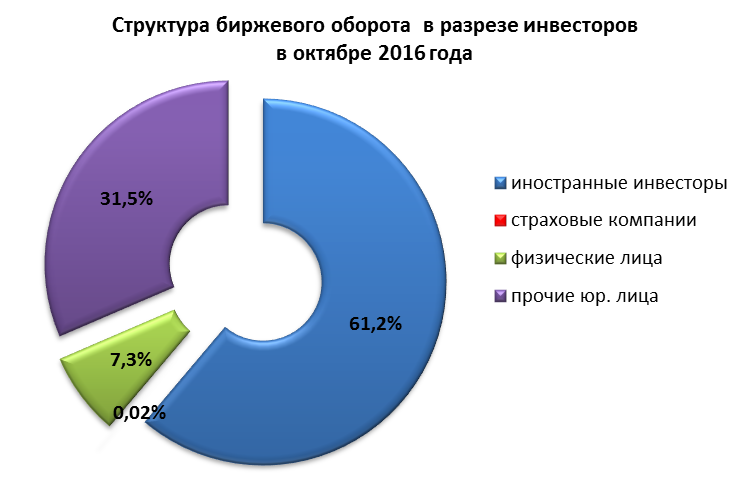 Структура биржевого оборота в разрезе инвесторов
в октябре 2016 года
31,5%
61,2%
7,3%
0,02%
иностранные инвесторы
страховые компании
физические лица
прочие юр. лица